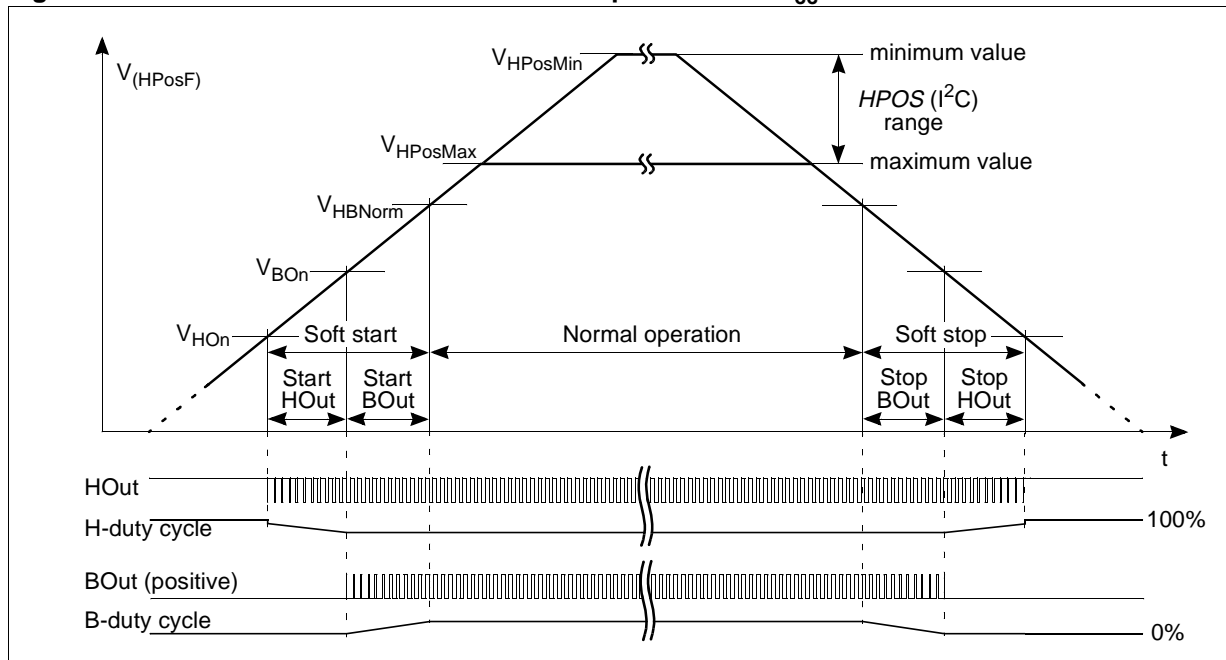 V(HPosF)
VHPosMin
minimum value
HPOS (I2C)
range
VHPosMax
maximum value
VHBNorm
VBOn
VHOn
Soft start
Normal operation
Soft stop
Start
HOut
Start
BOut
Stop
BOut
Stop
HOut
t
HOut
H-duty cycle
100%
BOut (positive)
B-duty cycle
0%